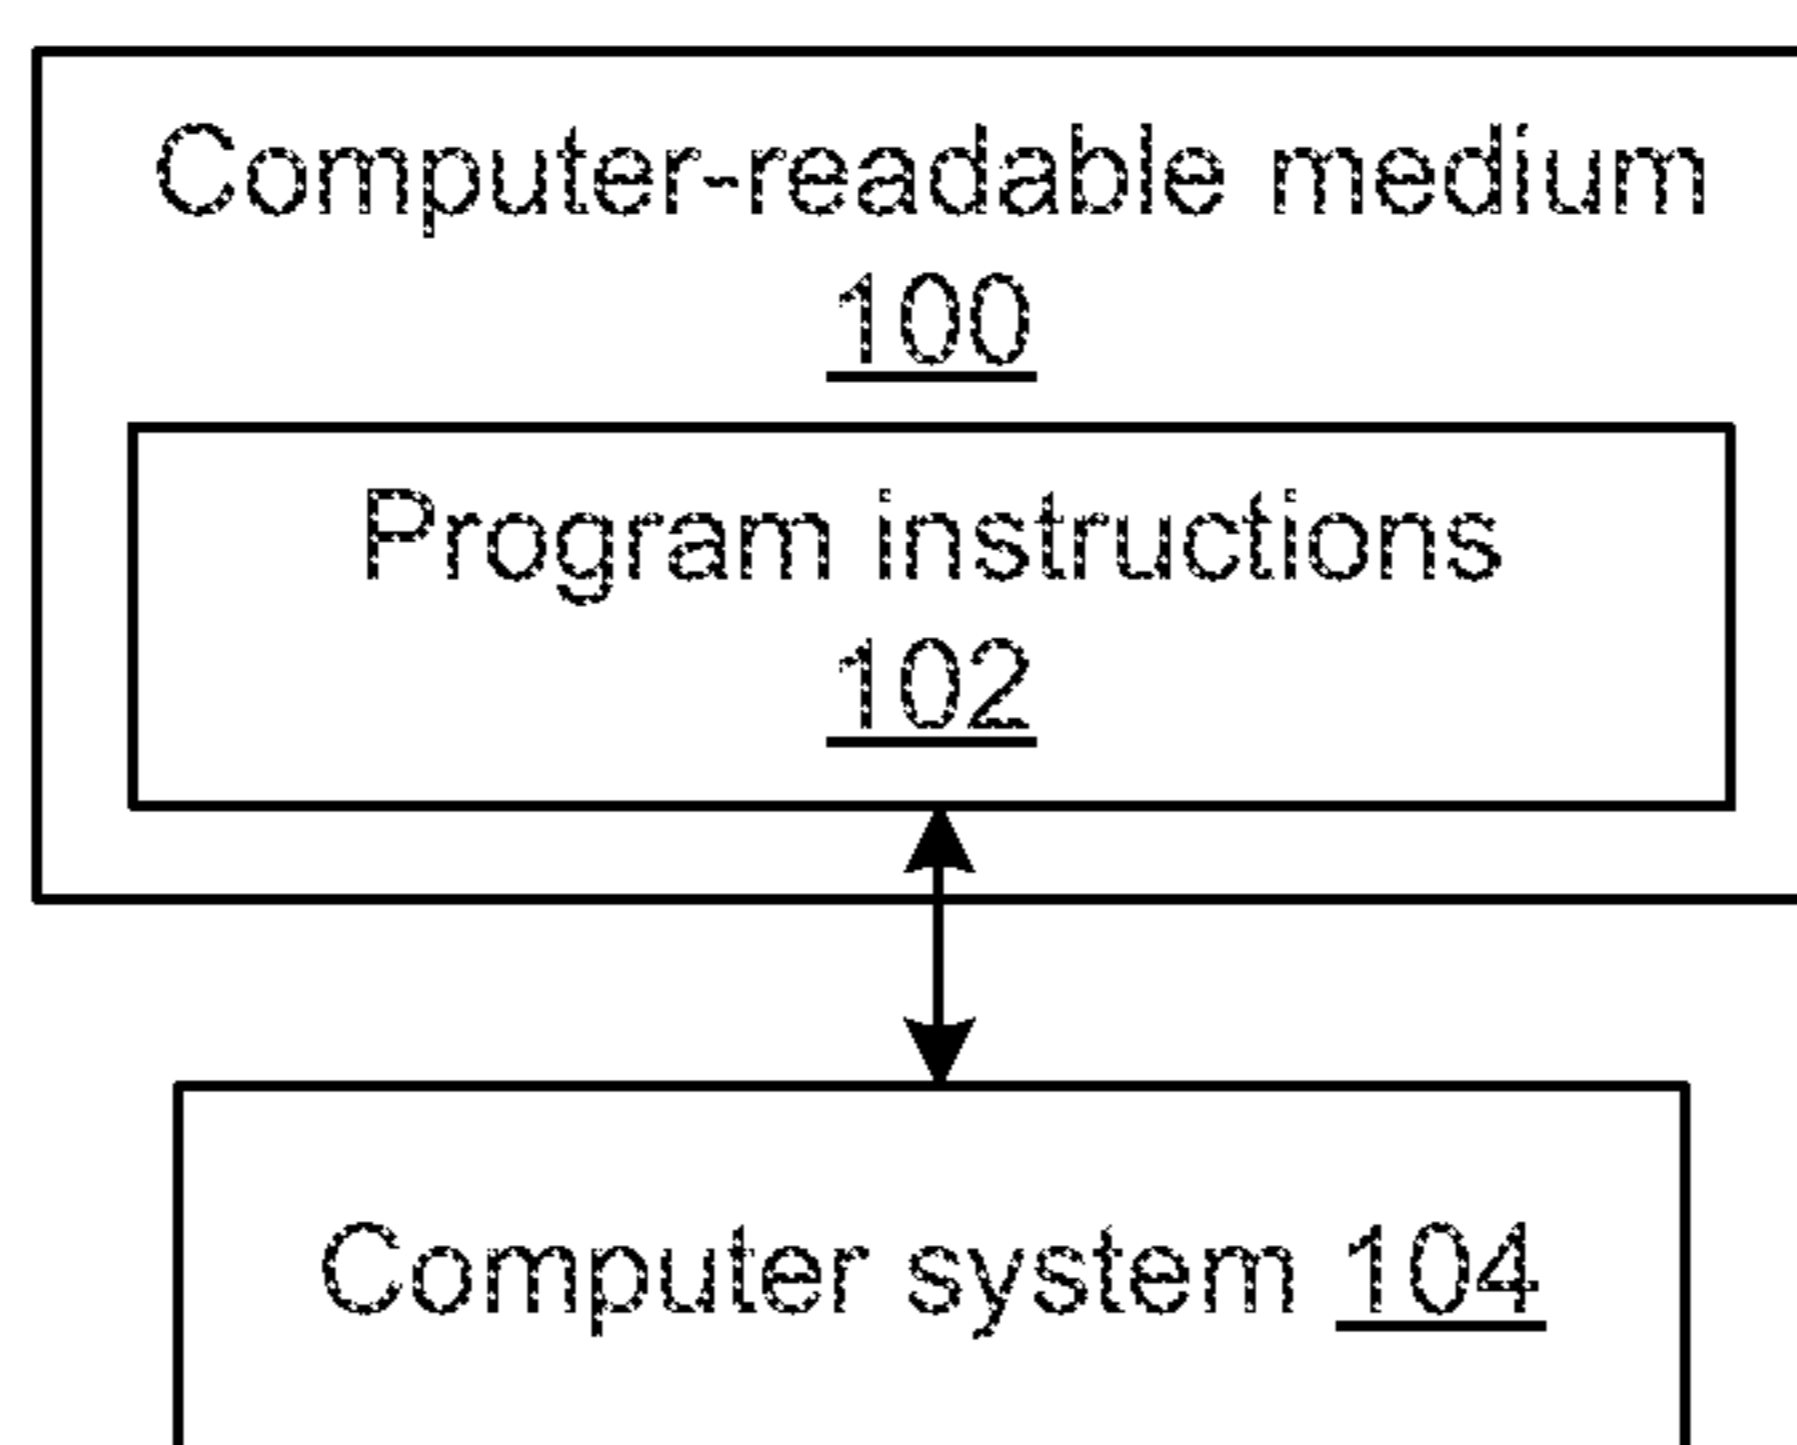 Computer-readable medium
100
Program instructions
102
Computer system 104